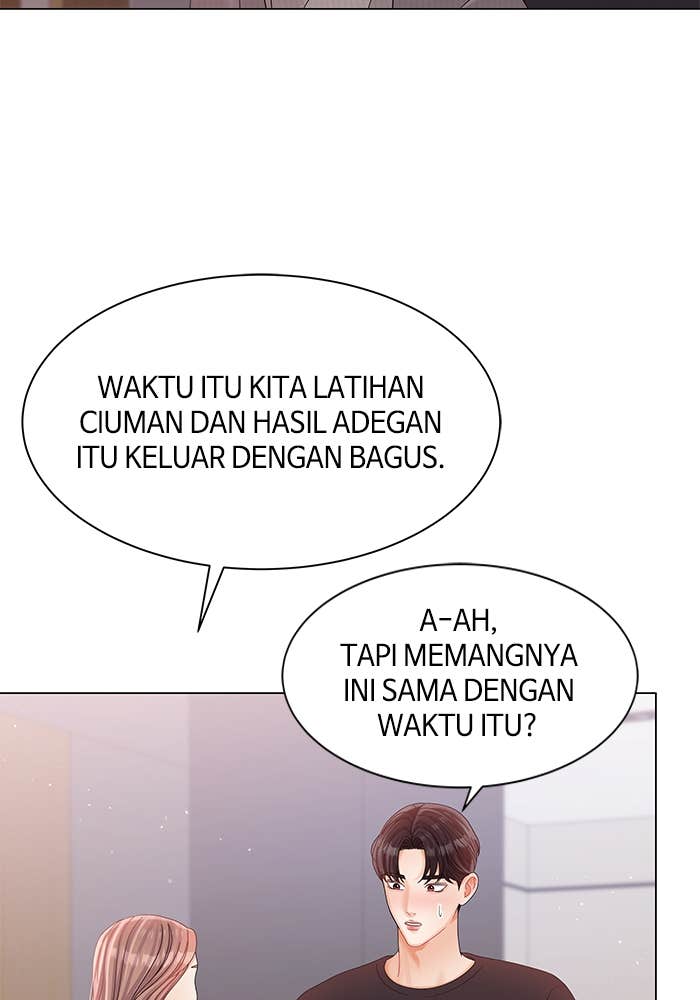 WAKTU ITU KITA LATIHAN
CIUMAN DAN HASIL ADEGAN
ITU KELUAR DENGAN BAGUS.
A-AH,
TAPI MEMANGNYA
INI SAMA DENGAN
WAKTU ITU?